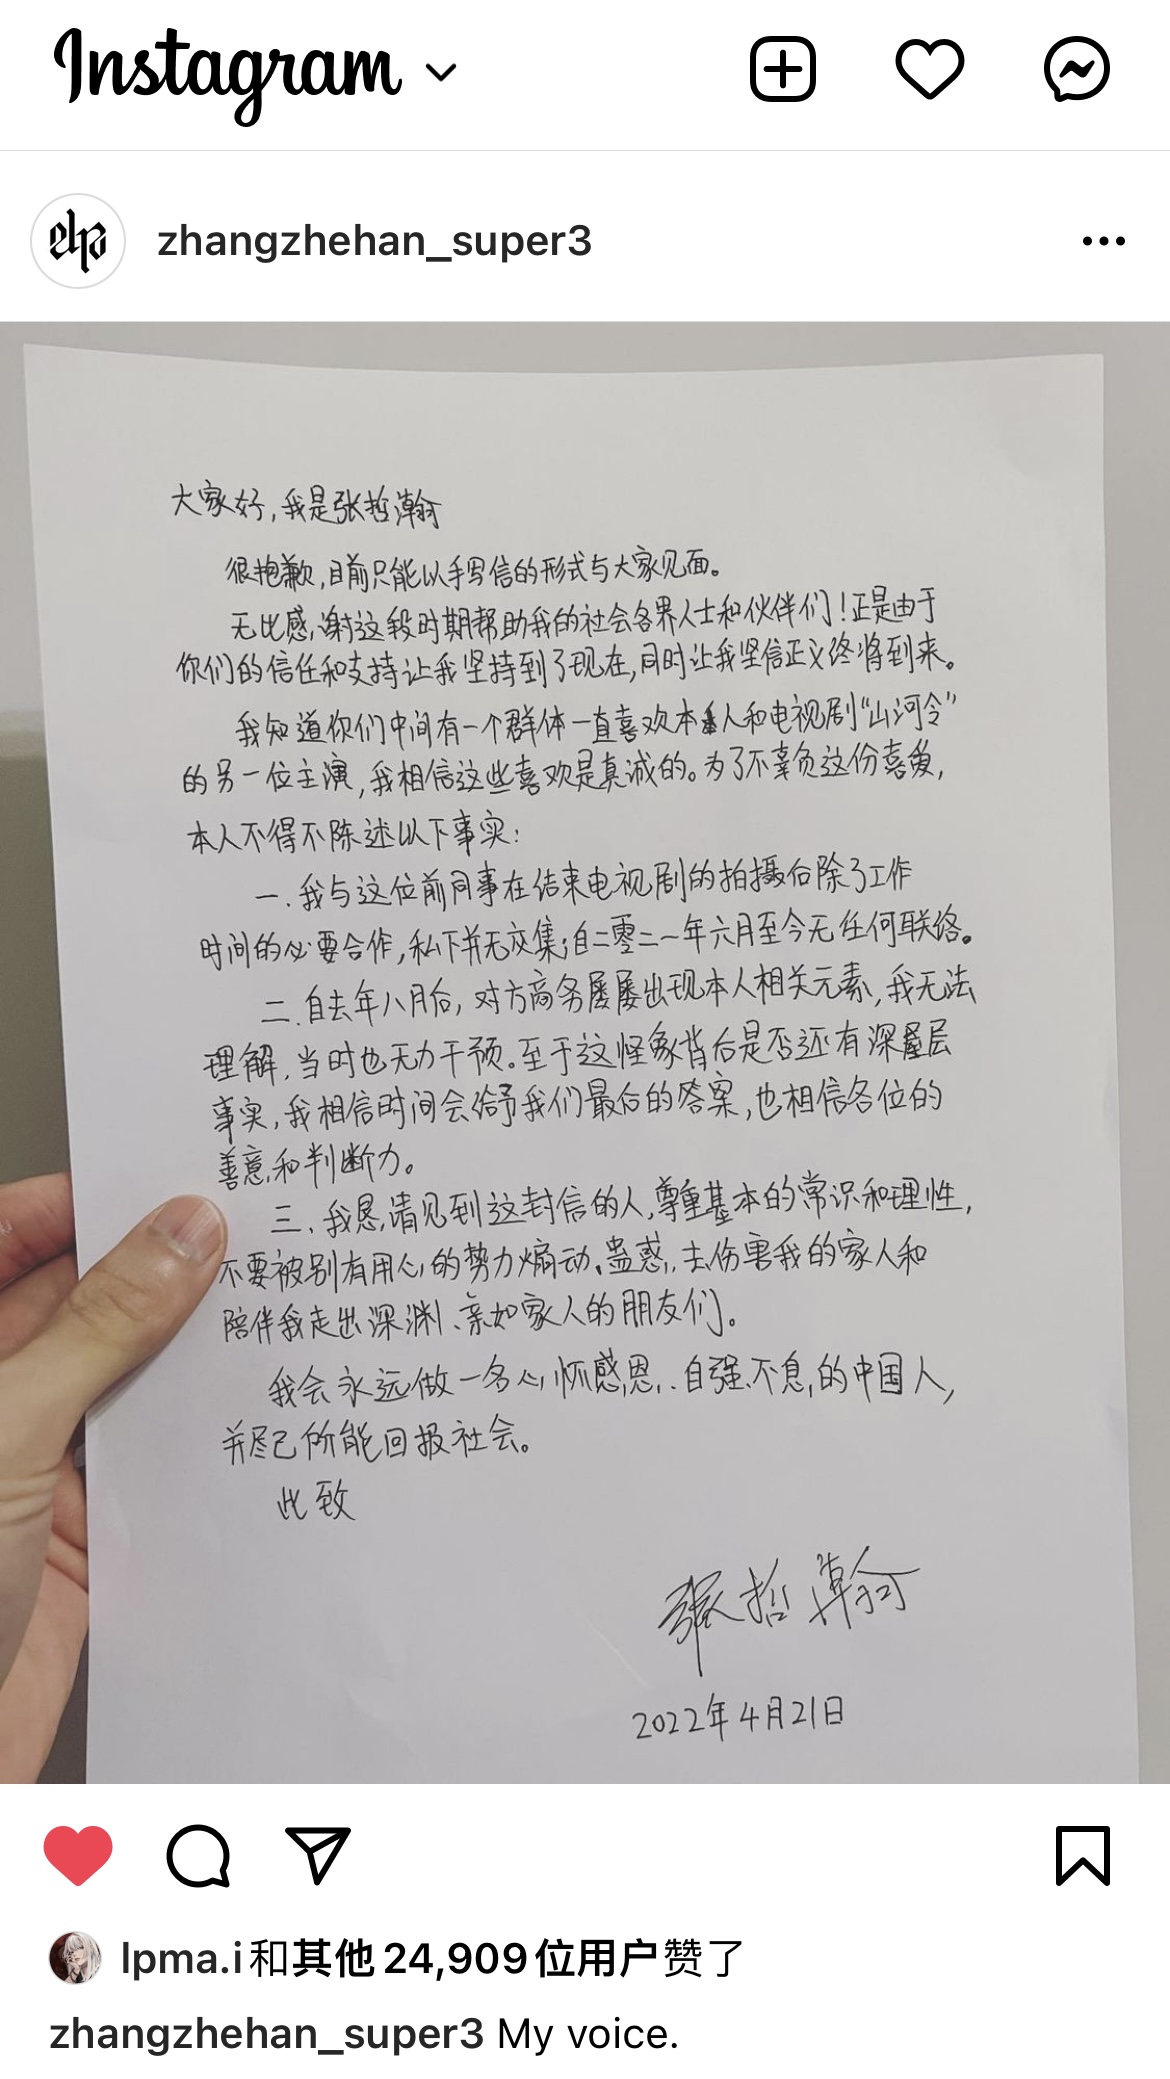 Instagram
zhangzhehan_super3
大家好，我是张哲瀚
很抱歉，目前只能以手写信的形式与大家见面。
无比感谢这段时期帮助我的社会各界人士和伙伴们！正是由于
你们的信任和支持让我坚持到了现在，同时让我坚信正义终将到来。
我知道你们中间有一个群体一直喜欢本人和电视剧“山河令”
的另一位主演，我相信这些喜欢是真诚的。为了不辜负这份喜爱，
本人不得不陈述以下事实：
一.我与这位前同事在结束电视剧的拍摄后除了工作
时间的必要合作，私下并无交集；自二零二一年六月至今无任何联络。
二.自去年八月后，对方商务屡屡出现本人相关元素，我无法
理解，当时也无力干预。至于这怪象背后是否还有深层
事实，我相信时间会给予我们最后的答案，也相信各位的
善意和判断力。
三.我恳请见到这封信的人，尊重基本的常识和理性，
不要被别有用心的势力煽动、蛊惑，去伤害我的家人和
陪伴我走出深渊、亲如家人的朋友们。
我会永远做一名心怀感恩、自强不息的中国人，
并尽己所能回报社会。
此致
张哲瀚
2022年4月21日
lpma.i和其他 24,909 位用户赞了
zhangzhehan_super3 My voice.